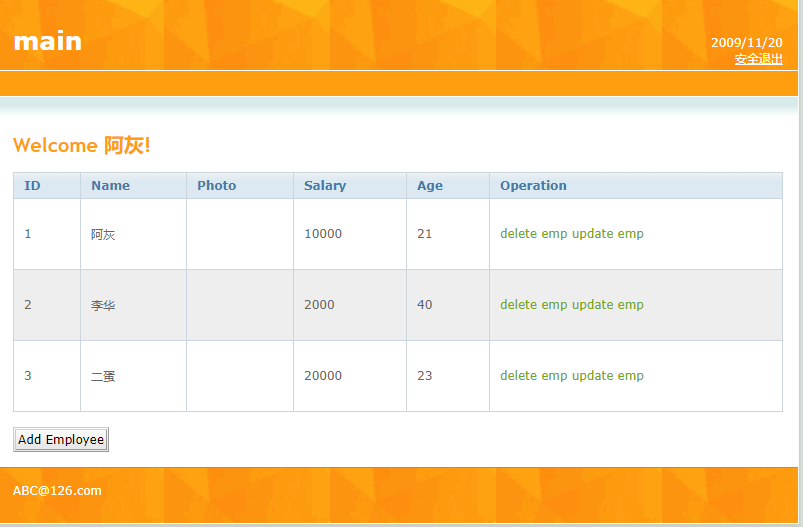 main
2009/11/20
安全退出
Welcome 阿灰!
ID Name Photo Salary Age Operation
1 阿灰 10000 21 delete emp update emp
2 李华 2000 40 delete emp update emp
3 二蛋 20000 23 delete emp update emp
Add Employee
ABC@126.com